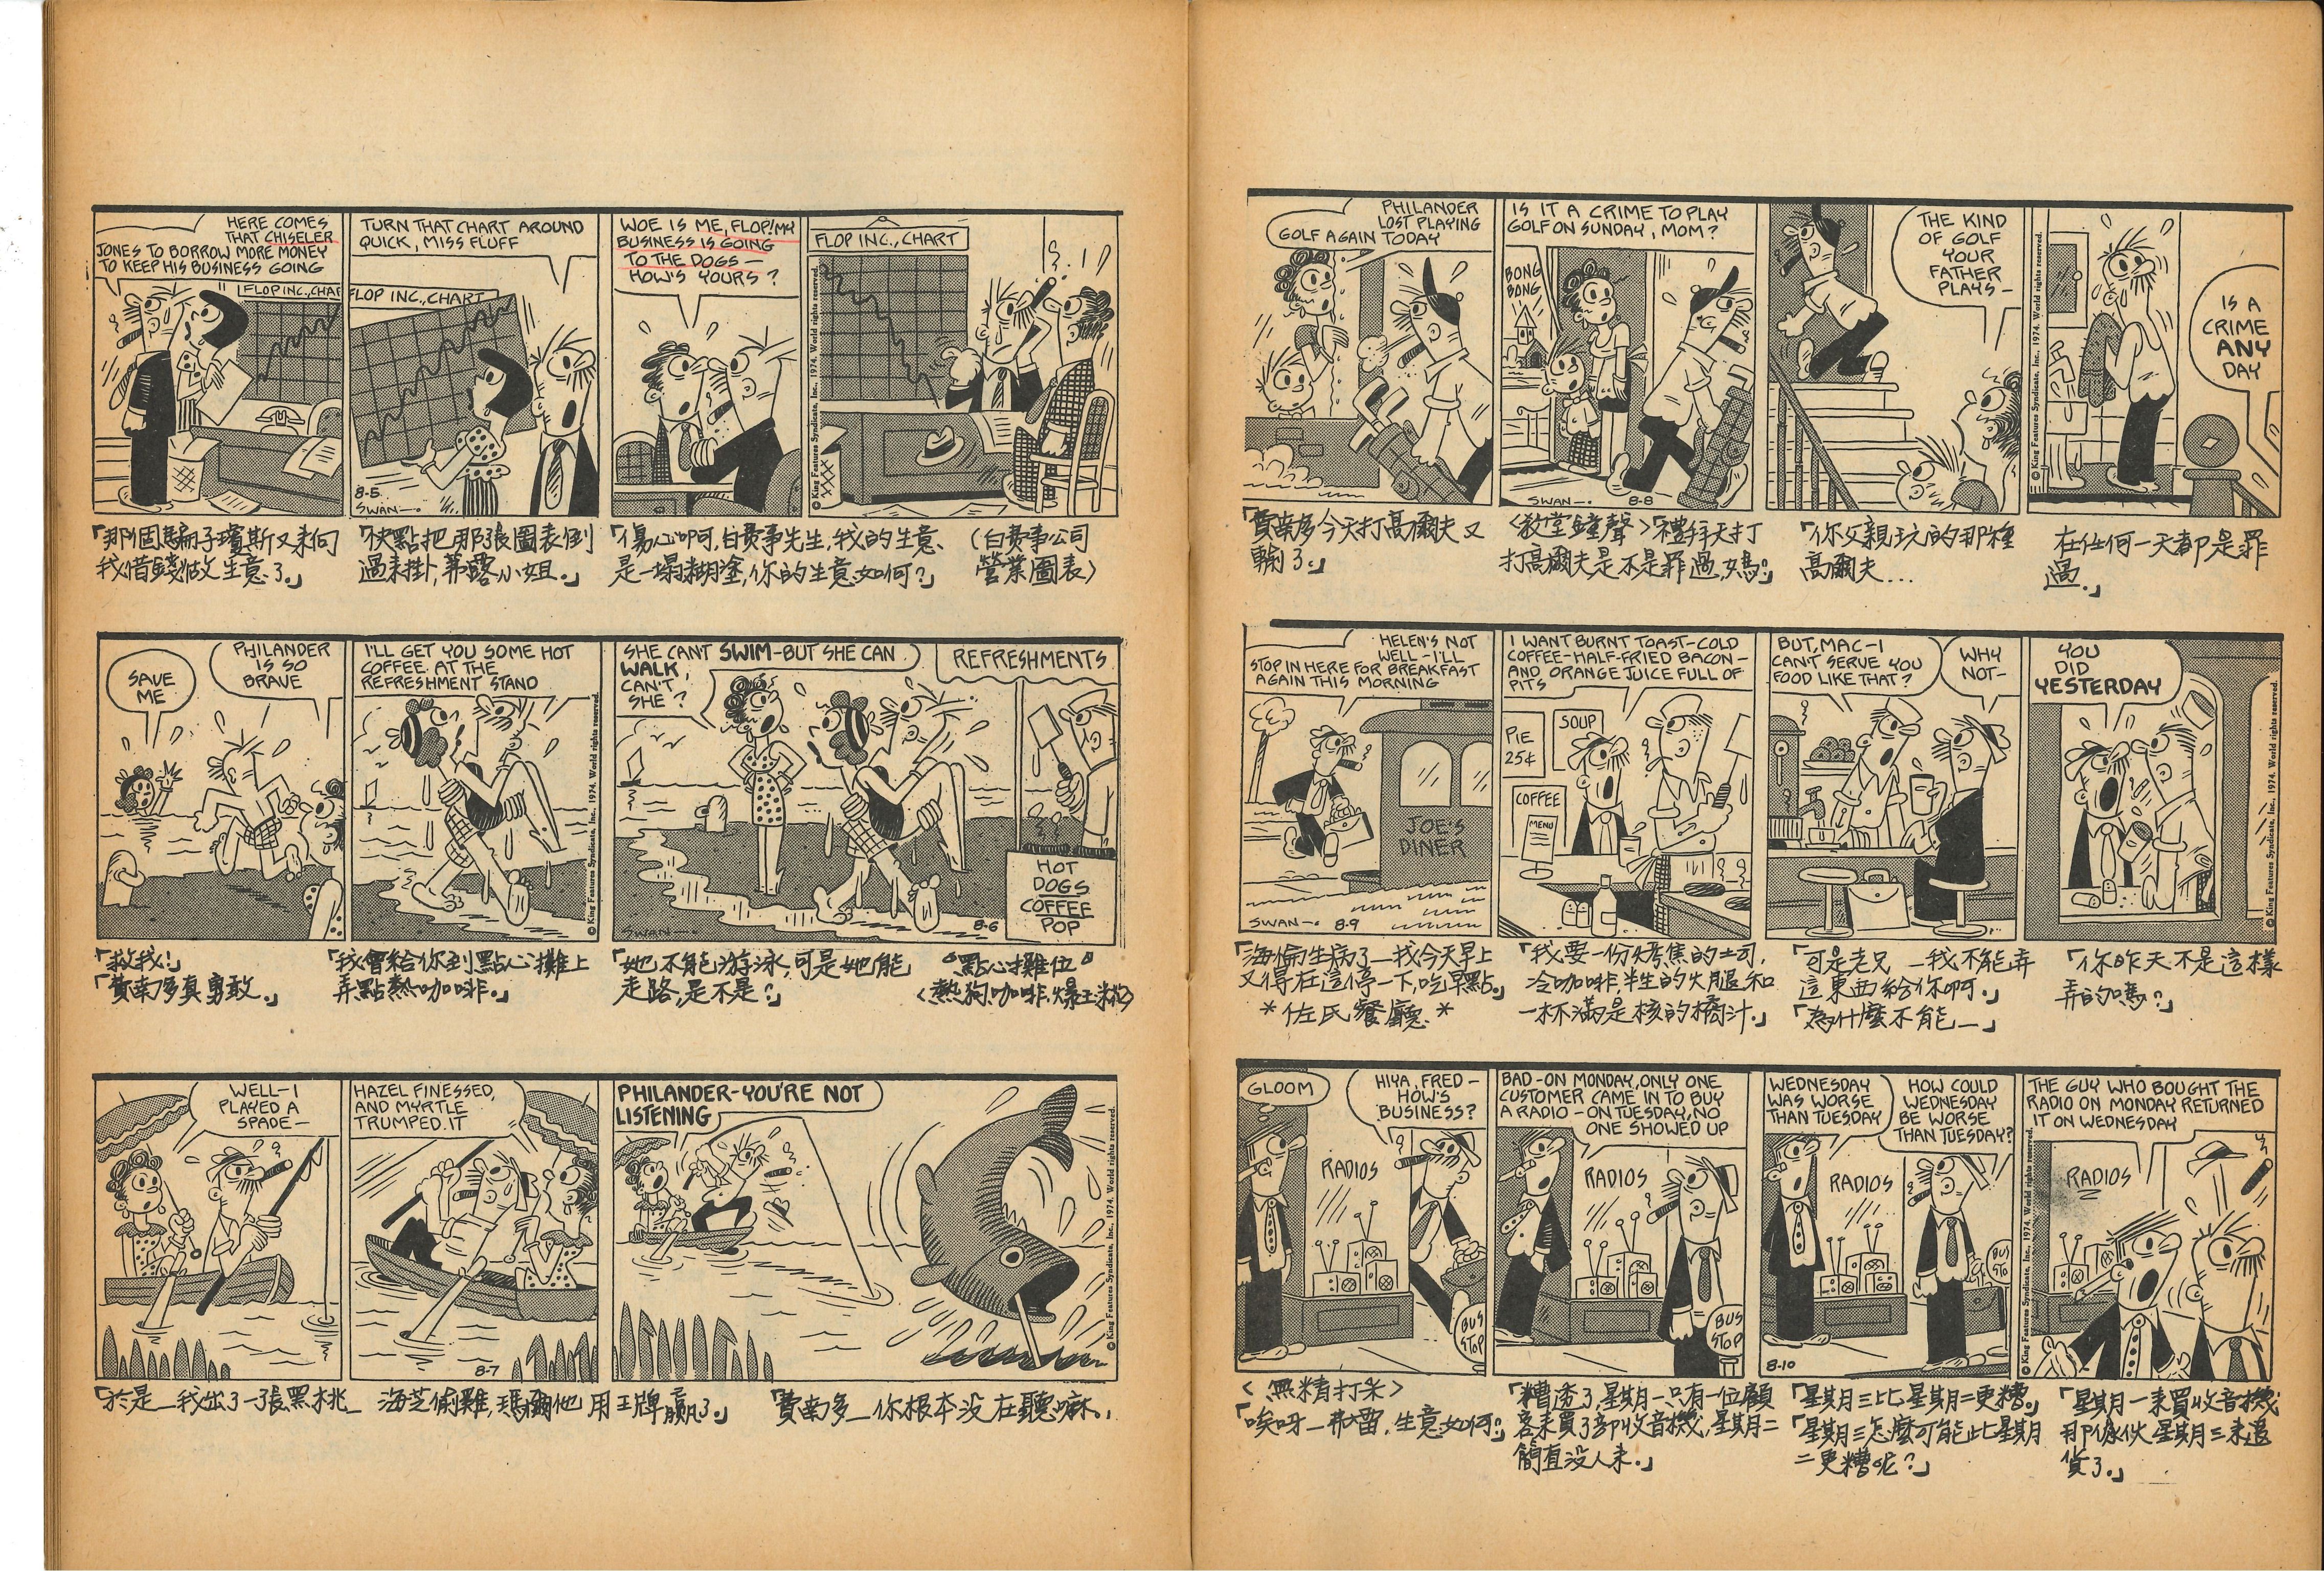 HERE COMES
THAT CHISELER
JONES TO BORROW MORE MONEY
TO KEEP HIS BUSINESS GOING
FLOP INC., CHAR
TURN THAT CHART AROUND
QUICK, MISS FLUFF
FLOP INC., CHART
8-5
SWAN
WOE IS ME, FLOP! MY
BUSINESS IS GOING
TO THE DOGS —
HOW'S YOURS?
FLOP INC., CHART
© King Features Syndicate, Inc., 1974. World rights reserved.
「那個騙子瓊斯又來向
我借錢做生意了。」
「快點把那張圖表倒
過來掛,茀露小姐。」
「傷心啊,白費事先生,我的生意、
是一塌糊塗,你的生意如何?」
(白費事公司
營業圖表〉
SAVE
ME
PHILANDER
IS SO
BRAVE
I'LL GET YOU SOME HOT
COFFEE AT THE
REFRESHMENT STAND
© King Features Syndicate, Inc., 1974. World rights reserved.
SHE CAN'T SWIM—BUT SHE CAN
WALK,
CAN'T
SHE?
REFRESHMENTS
HOT
DOGS
COFFEE
POP
SWAN
8-6
「救我!」
「費南多真勇敢。」
「我會給你到點心攤上
弄點熱咖啡。」
「她不能游泳,可是她能
走路,是不是?」
“點心攤位”
〈熱狗.咖啡.爆玉米〉
WELL—I
PLAYED A
SPADE—
HAZEL FINESSED,
AND MYRTLE
TRUMPED IT
8-7
PHILANDER—YOU'RE NOT
LISTENING
© King Features Syndicate, Inc., 1974. World rights reserved.
「於是—我出了一張黑桃—
海芝偷雞,瑪爾他用王牌贏了。」
「費南多—你根本沒在聽嘛。」
PHILANDER
LOST PLAYING
GOLF AGAIN TODAY
IS IT A CRIME TO PLAY
GOLF ON SUNDAY, MOM?
BONG
BONG
SWAN
8-8
THE KIND
OF GOLF
YOUR
FATHER
PLAYS—
© King Features Syndicate, Inc., 1974. World rights reserved.
IS A
CRIME
ANY
DAY
「費南多今天打高爾夫又
輸了。」
〈教堂鐘聲〉「禮拜天打
打高爾夫是不是罪過,媽?」
「你父親玩的那種
高爾夫...
在任何一天都是罪
過。」
HELEN'S NOT
WELL—I'LL
STOP IN HERE FOR BREAKFAST
AGAIN THIS MORNING
JOE'S
DINER
SWAN
8-9
I WANT BURNT TOAST—COLD
COFFEE—HALF-FRIED BACON—
AND ORANGE JUICE FULL OF
PITS
PIE
25¢
SOUP
COFFEE
MENU
BUT, MAC—I
CAN'T SERVE YOU
FOOD LIKE THAT?
WHY
NOT—
YOU
DID
YESTERDAY
© King Features Syndicate, Inc., 1974. World rights reserved.
「海倫生病了—我今天早上
又得在這停一下,吃早點。」
*佐氏餐廳*
「我要一份烤焦的土司,
冷咖啡,半生的火腿和
一杯滿是核的橘汁。」
「可是老兄—我不能弄
這東西給你啊。」
「為什麼不能—」
「你昨天不是這樣
弄的嗎?」
GLOOM
HIYA, FRED—
HOW'S
BUSINESS?
RADIOS
BUS
STOP
BAD—ON MONDAY, ONLY ONE
CUSTOMER CAME IN TO BUY
A RADIO—ON TUESDAY, NO
ONE SHOWED UP
RADIOS
BUS
STOP
WEDNESDAY
WAS WORSE
THAN TUESDAY
HOW COULD
WEDNESDAY
BE WORSE
THAN TUESDAY?
RADIOS
BUS
STO
8-10
THE GUY WHO BOUGHT THE
RADIO ON MONDAY RETURNED
IT ON WEDNESDAY
RADIOS
© King Features Syndicate, Inc., 1974. World rights reserved.
〈無精打采〉
「唉呀—弗雷,生意如何?」
「糟透了,星期一只有一位顧
客來買了部收音機,星期二
簡直沒人來。」
「星期三比星期二更糟。」
「星期三怎麼可能比星期
二更糟呢?」
「星期一來買收音機
那傢伙星期三來退
貨了。」